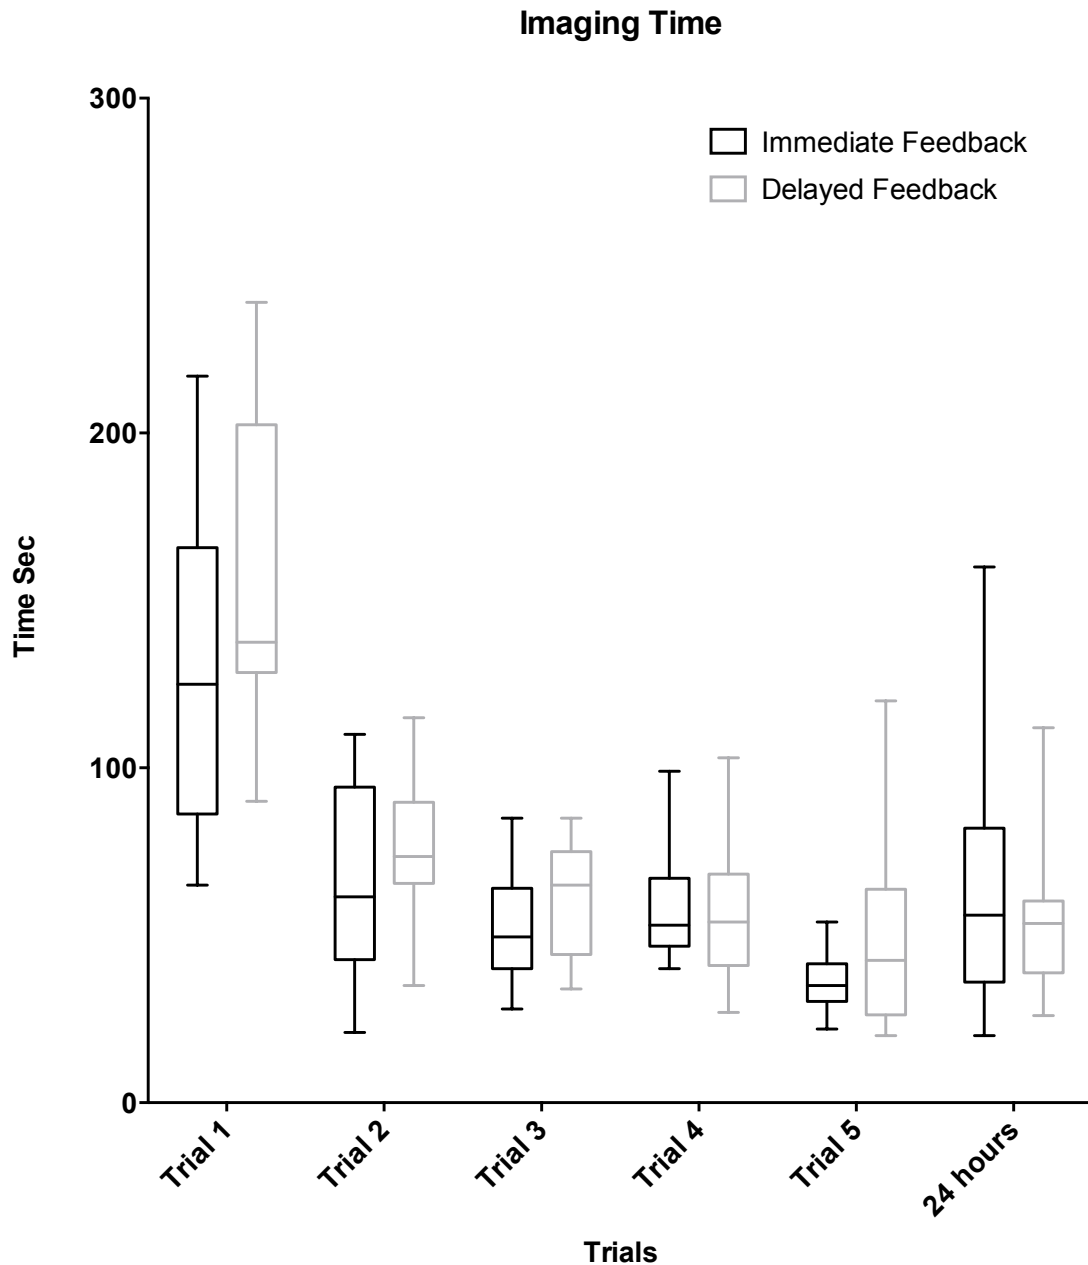 Imaging Time
300
Immediate Feedback
Delayed Feedback
200
Time Sec
100
0
Trial 1
Trial 2
Trial 3
Trial 4
Trial 5
24 hours
Trials